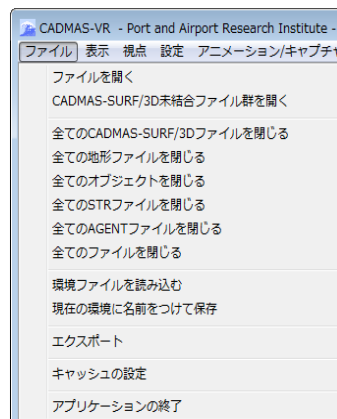 CADMAS-VR - Port and Airport Research Institute -
ファイル 表示 視点 設定 アニメーション/キャプチャ
ファイルを開く
CADMAS-SURF/3D未結合ファイル群を開く
全てのCADMAS-SURF/3Dファイルを閉じる
全ての地形ファイルを閉じる
全てのオブジェクトを閉じる
全てのSTRファイルを閉じる
全てのAGENTファイルを閉じる
全てのファイルを閉じる
環境ファイルを読み込む
現在の環境に名前をつけて保存
エクスポート
キャッシュの設定
アプリケーションの終了